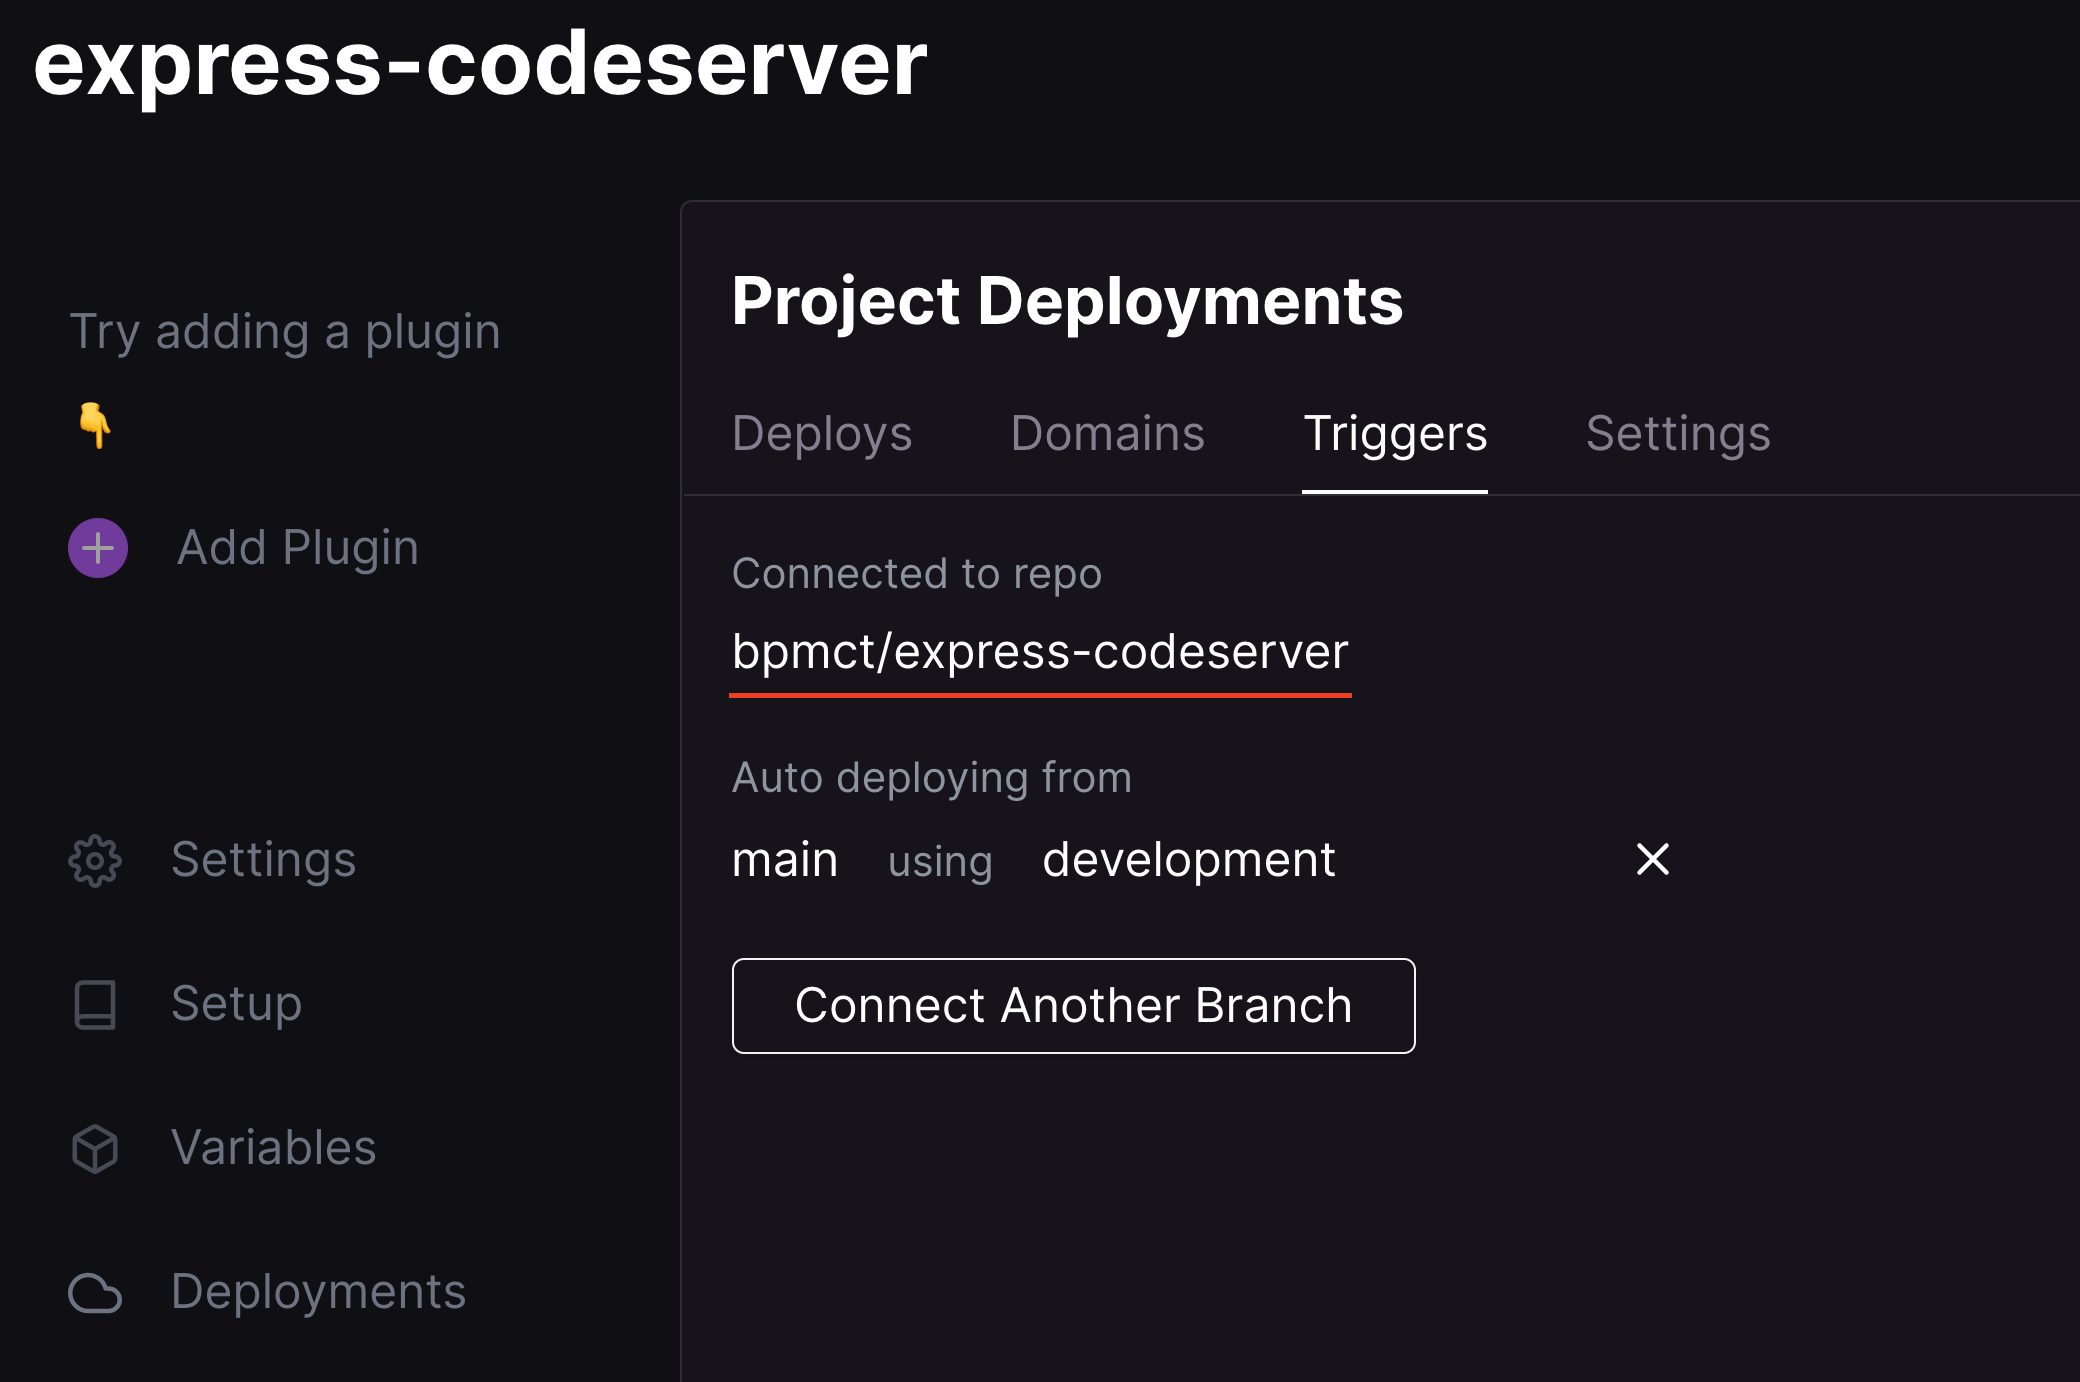 express-codeserver
Try adding a plugin
👇
Add Plugin
Settings
Setup
Variables
Deployments
Project Deployments
Deploys Domains Triggers Settings
Connected to repo
bpmct/express-codeserver
Auto deploying from
main using development
Connect Another Branch